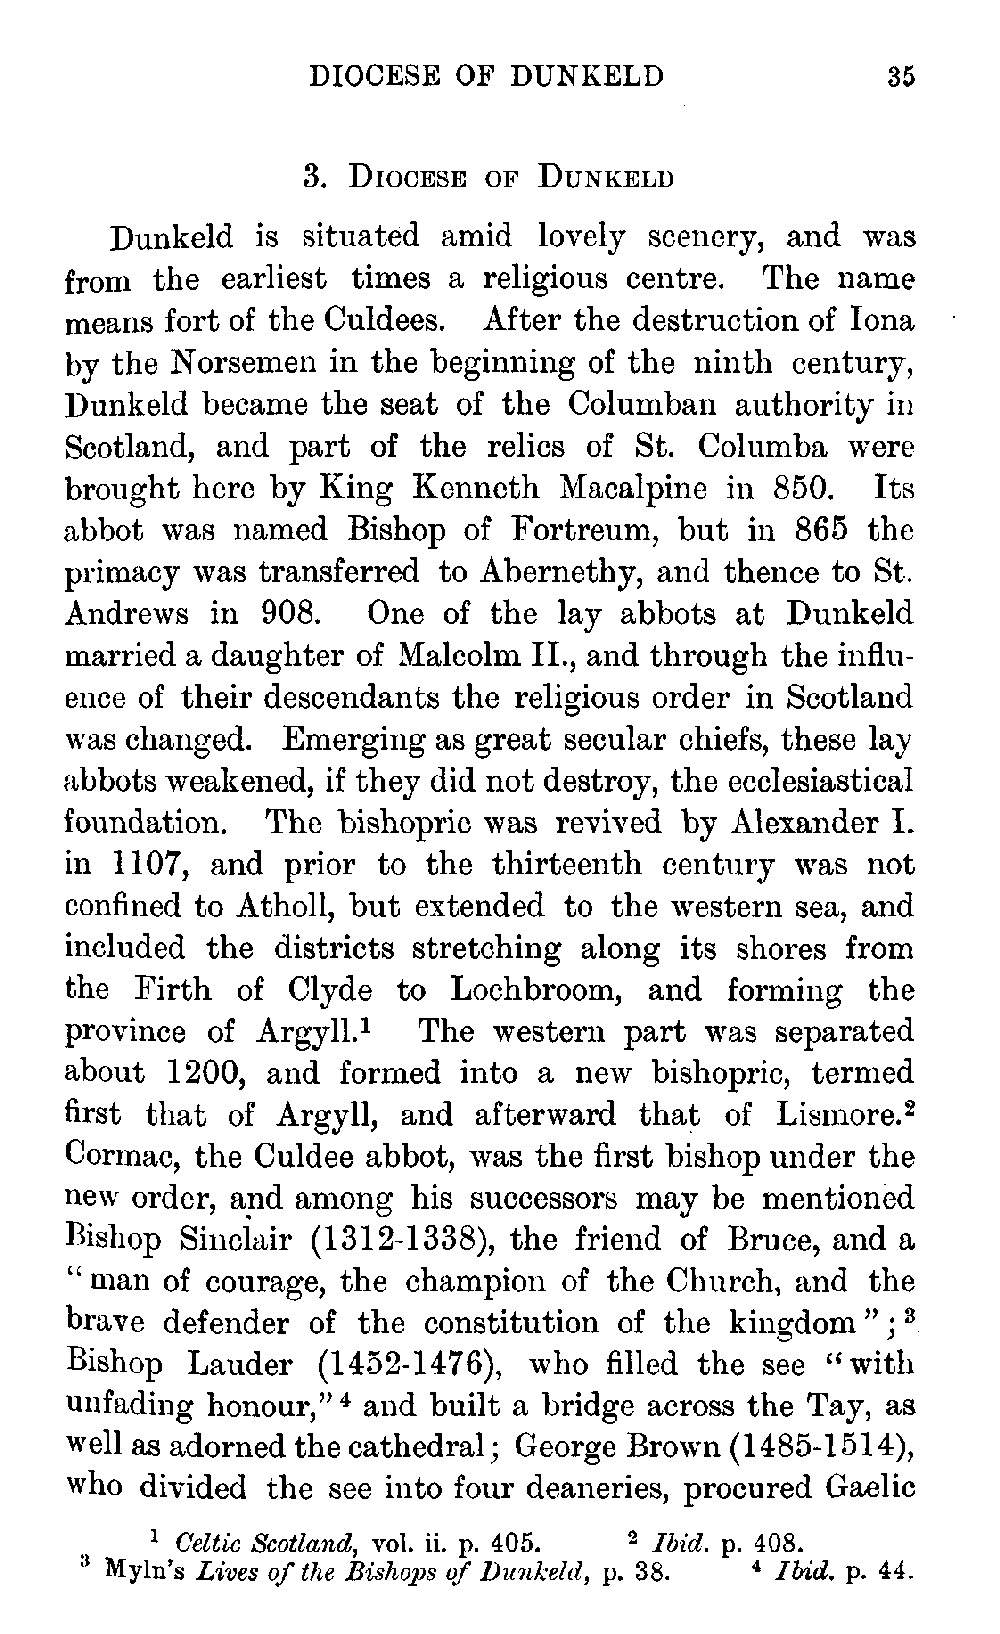 DIOCESE OF DUNKELD 35
3. DIOCESE OF DUNKELD
Dunkeld is situated amid lovely scenery, and was
from the earliest times a religious centre. The name
means fort of the Culdees. After the destruction of Iona
by the Norsemen in the beginning of the ninth century,
Dunkeld became the seat of the Columban authority in
Scotland, and part of the relics of St. Columba were
brought here by King Kenneth Macalpine in 850. Its
abbot was named Bishop of Fortreum, but in 865 the
primacy was transferred to Abernethy, and thence to St.
Andrews in 908. One of the lay abbots at Dunkeld
married a daughter of Malcolm II., and through the influ-
ence of their descendants the religious order in Scotland
was changed. Emerging as great secular chiefs, these lay
abbots weakened, if they did not destroy, the ecclesiastical
foundation. The bishopric was revived by Alexander I.
in 1107, and prior to the thirteenth century was not
confined to Atholl, but extended to the western sea, and
included the districts stretching along its shores from
the Firth of Clyde to Lochbroom, and forming the
province of Argyll.¹ The western part was separated
about 1200, and formed into a new bishopric, termed
first that of Argyll, and afterward that of Lismore.²
Cormac, the Culdee abbot, was the first bishop under the
new order, and among his successors may be mentioned
Bishop Sinclair (1312-1338), the friend of Bruce, and a
"man of courage, the champion of the Church, and the
brave defender of the constitution of the kingdom";³
Bishop Lauder (1452-1476), who filled the see "with
unfading honour,"⁴ and built a bridge across the Tay, as
well as adorned the cathedral; George Brown (1485-1514),
who divided the see into four deaneries, procured Gaelic
¹ Celtic Scotland, vol. ii. p. 405. ² Ibid. p. 408.
³ Myln's Lives of the Bishops of Dunkeld, p. 38. ⁴ Ibid. p. 44.